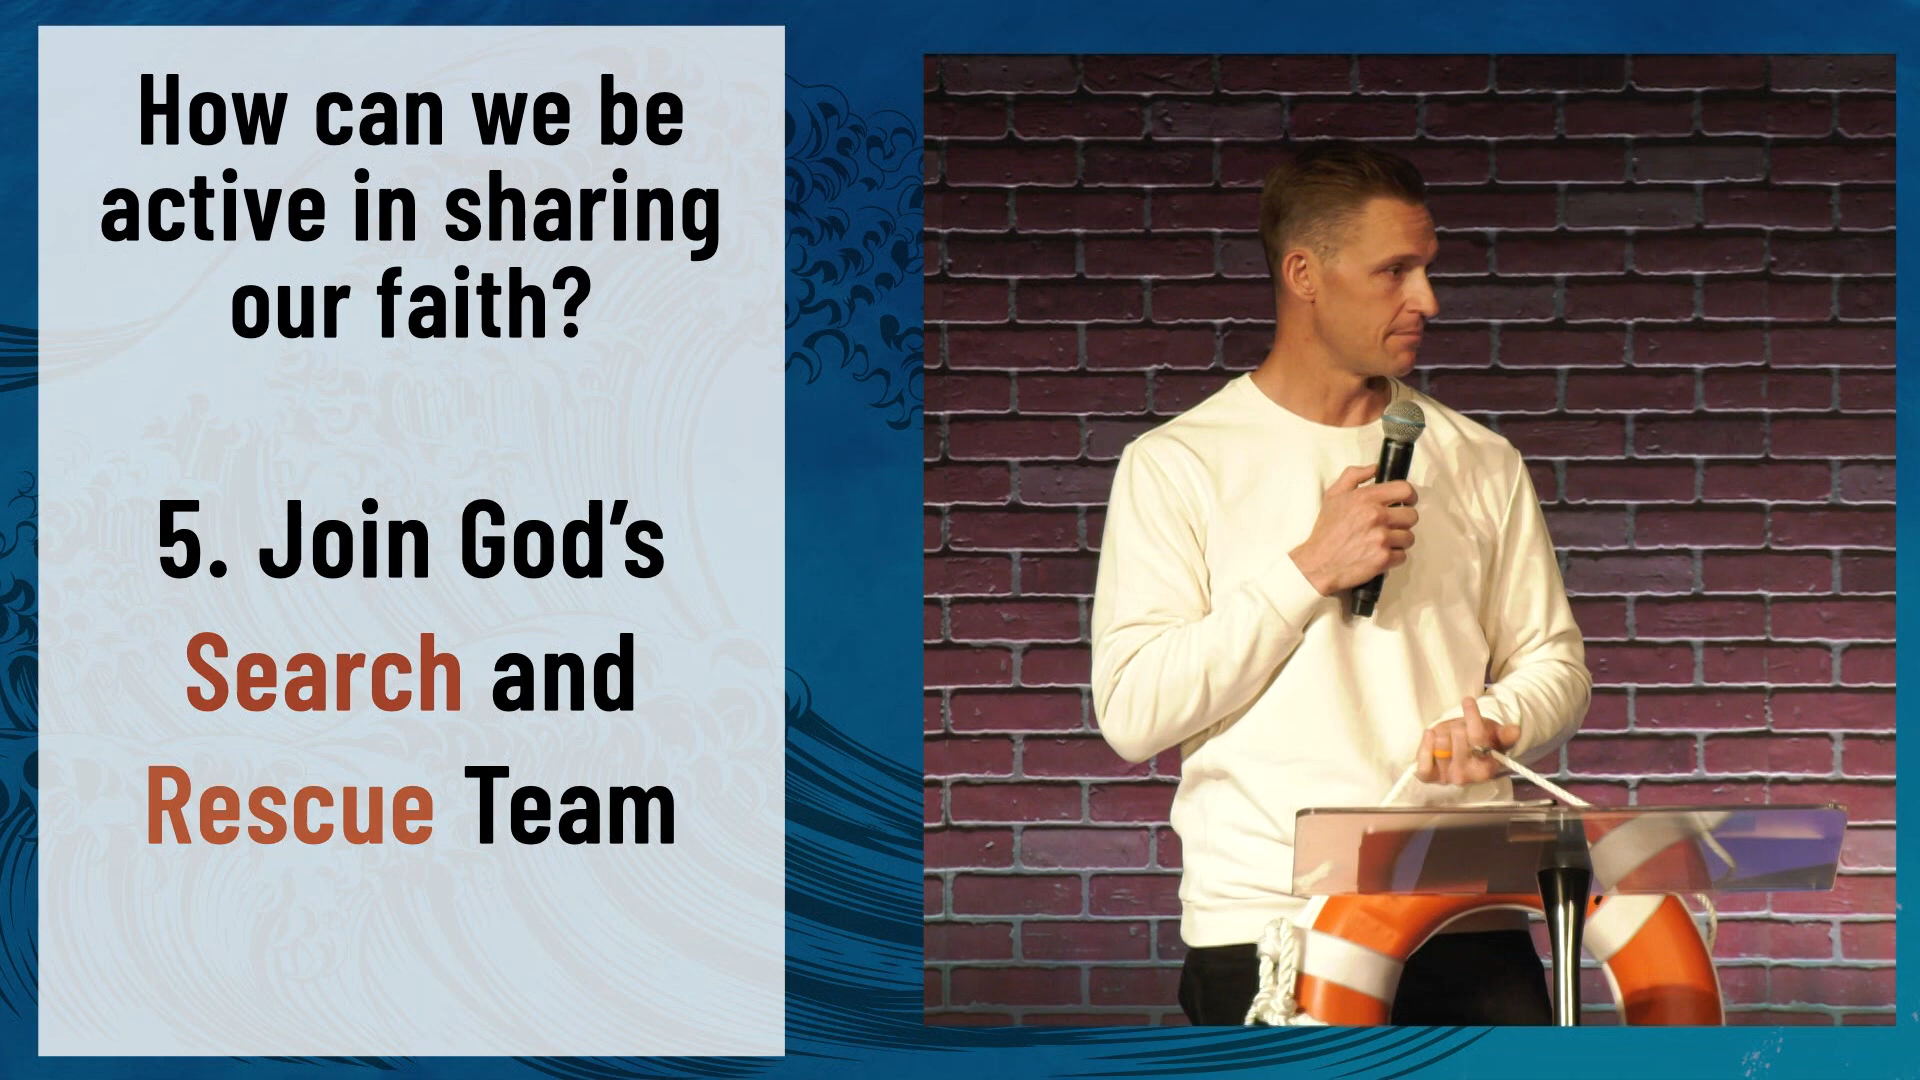 How can we be
active in sharing
our faith?
5. Join God’s
Search and
Rescue Team